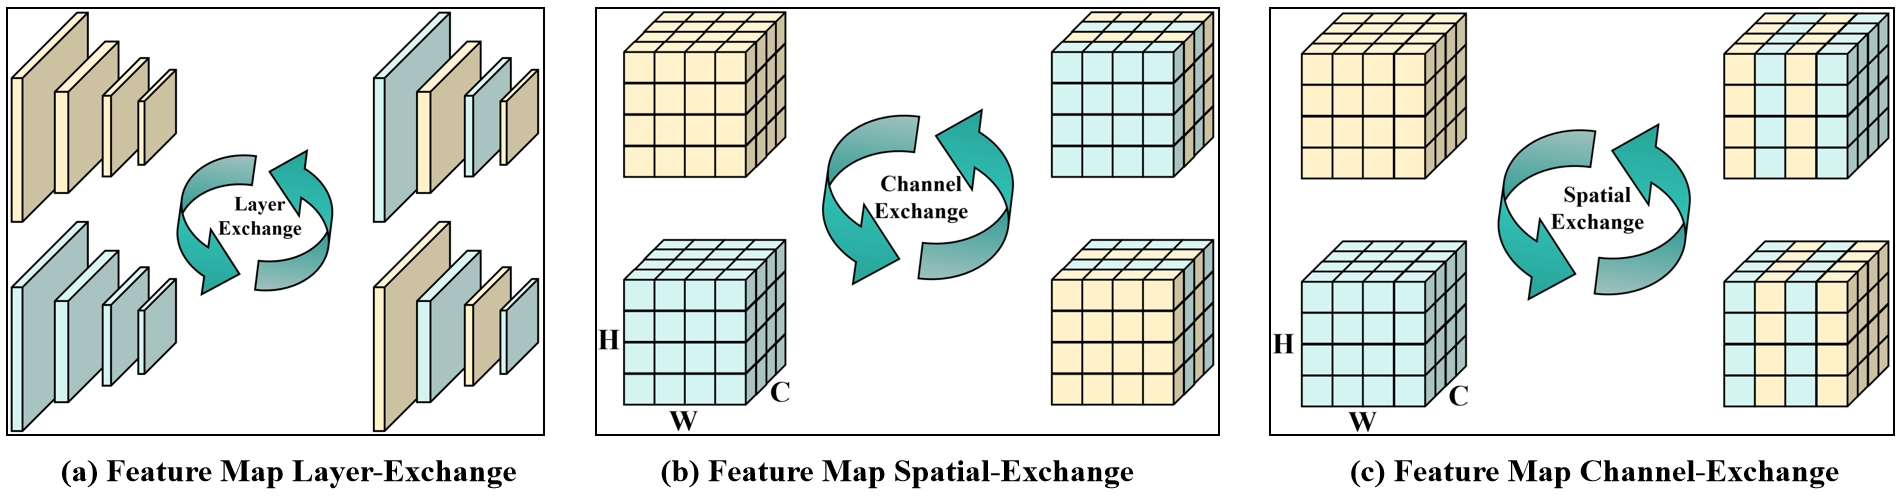 Layer
Exchange
(a) Feature Map Layer-Exchange
Channel
Exchange
H
W
C
(b) Feature Map Spatial-Exchange
Spatial
Exchange
H
W
C
(c) Feature Map Channel-Exchange